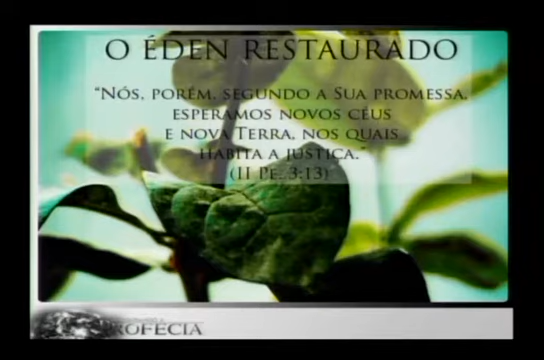 O ÉDEN RESTAURADO
“NÓS, PORÉM, SEGUNDO A SUA PROMESSA,
ESPERAMOS NOVOS CÉUS
E NOVA TERRA, NOS QUAIS
HABITA A JUSTIÇA.”
(II PE. 3:13)
PROFECIA